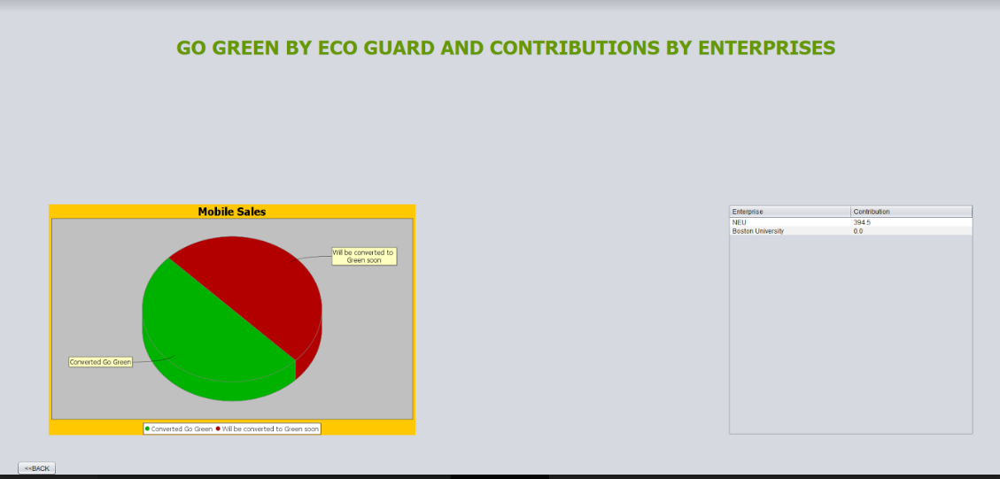 GO GREEN BY ECO GUARD AND CONTRIBUTIONS BY ENTERPRISES
Mobile Sales
Will be converted to
Green soon
Converted Go Green
Converted Go Green Will be converted to Green soon
Enterprise Contribution
NEU 394.5
Boston University 0.0
<<BACK